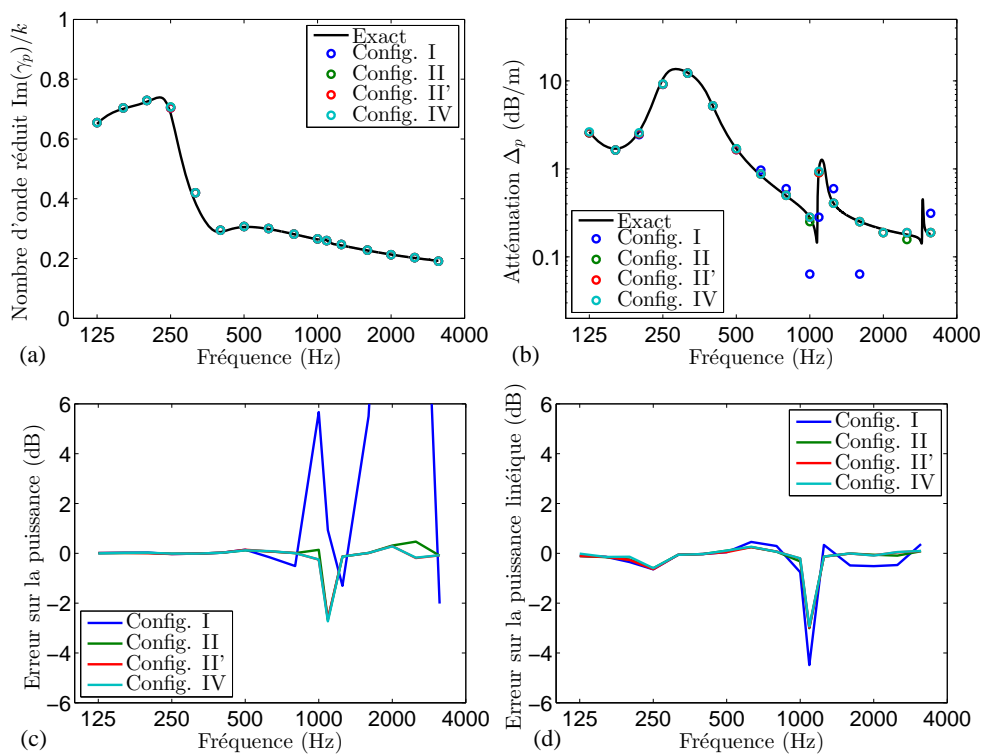 Nombre d'onde réduit Im(γp)/k
1
0.8
0.6
0.4
0.2
0
Exact
Config. I
Config. II
Config. II'
Config. IV
125 250 500 1000 2000 4000
(a) Fréquence (Hz)
Atténuation Δp (dB/m)
10
1
0.1
Exact
Config. I
Config. II
Config. II'
Config. IV
125 250 500 1000 2000 4000
(b) Fréquence (Hz)
Erreur sur la puissance (dB)
6
4
2
0
−2
−4
−6
Config. I
Config. II
Config. II'
Config. IV
125 250 500 1000 2000 4000
(c) Fréquence (Hz)
Erreur sur la puissance linéique (dB)
6
4
2
0
−2
−4
−6
Config. I
Config. II
Config. II'
Config. IV
125 250 500 1000 2000 4000
(d) Fréquence (Hz)